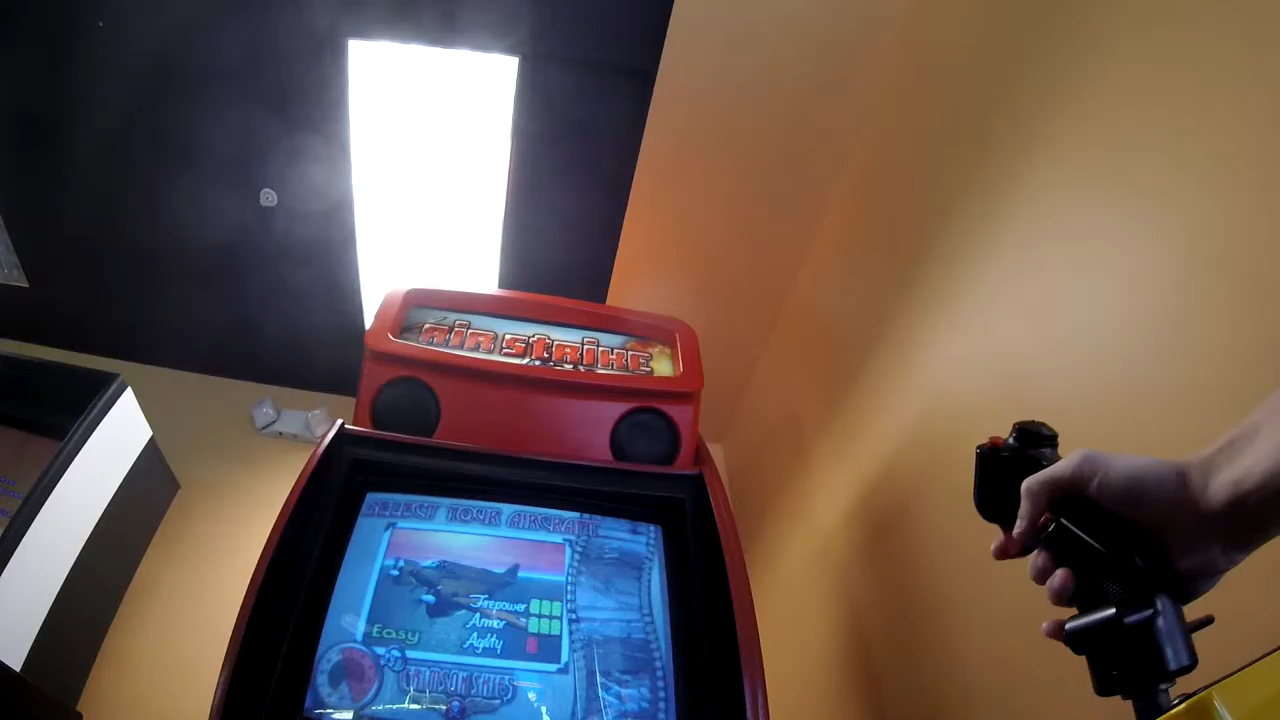 AIR STRIKE
SELECT YOUR AIRCRAFT
Firepower
Armor
Easy
Agility
CRIMSON SKIES